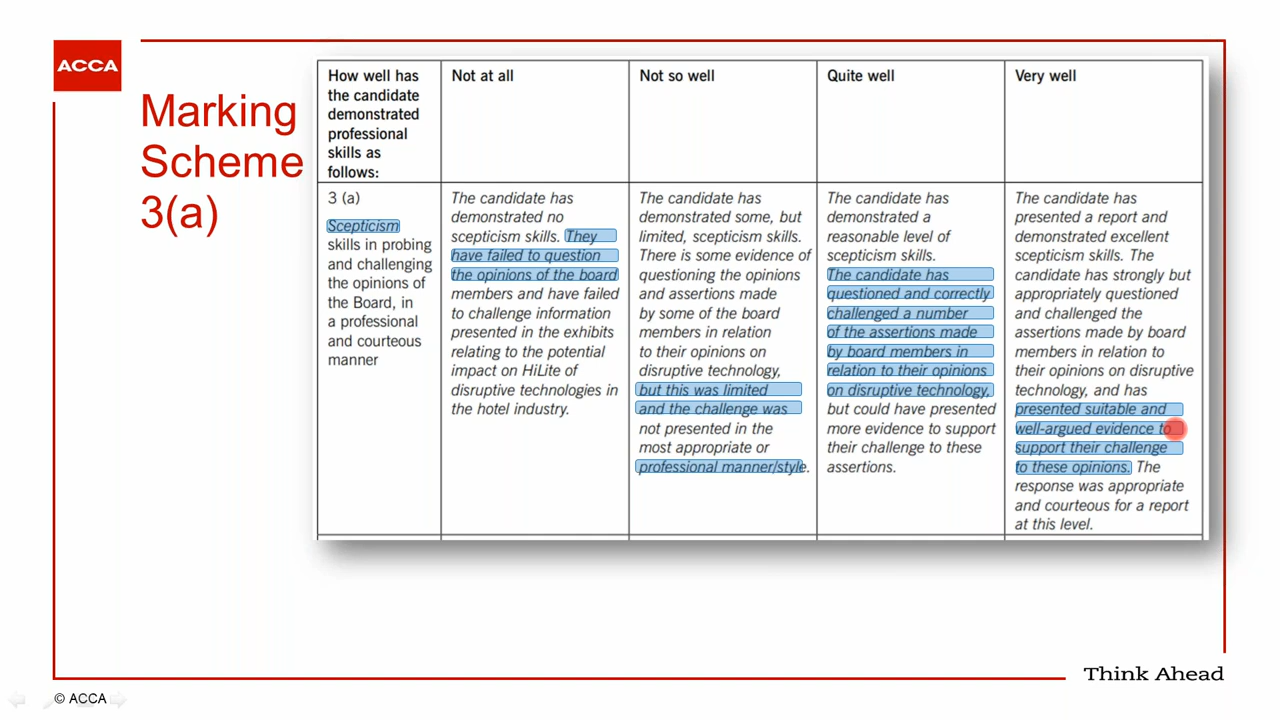 ACCA
Marking
Scheme
3(a)
How well has
the candidate
demonstrated
professional
skills as
follows:
Not at all
Not so well
Quite well
Very well
3 (a)
Scepticism
skills in probing
and challenging
the opinions of
the Board, in
a professional
and courteous
manner
The candidate has
demonstrated no
scepticism skills. They
have failed to question
the opinions of the board
members and have failed
to challenge information
presented in the exhibits
relating to the potential
impact on HiLite of
disruptive technologies in
the hotel industry.
The candidate has
demonstrated some, but
limited, scepticism skills.
There is some evidence of
questioning the opinions
and assertions made
by some of the board
members in relation
to their opinions on
disruptive technology,
but this was limited
and the challenge was
not presented in the
most appropriate or
professional manner/style.
The candidate has
demonstrated a
reasonable level of
scepticism skills.
The candidate has
questioned and correctly
challenged a number
of the assertions made
by board members in
relation to their opinions
on disruptive technology,
but could have presented
more evidence to support
their challenge to these
assertions.
The candidate has
presented a report and
demonstrated excellent
scepticism skills. The
candidate has strongly but
appropriately questioned
and challenged the
assertions made by board
members in relation to
their opinions on disruptive
technology, and has
presented suitable and
well-argued evidence to
support their challenge
to these opinions. The
response was appropriate
and courteous for a report
at this level.
Think Ahead
© ACCA